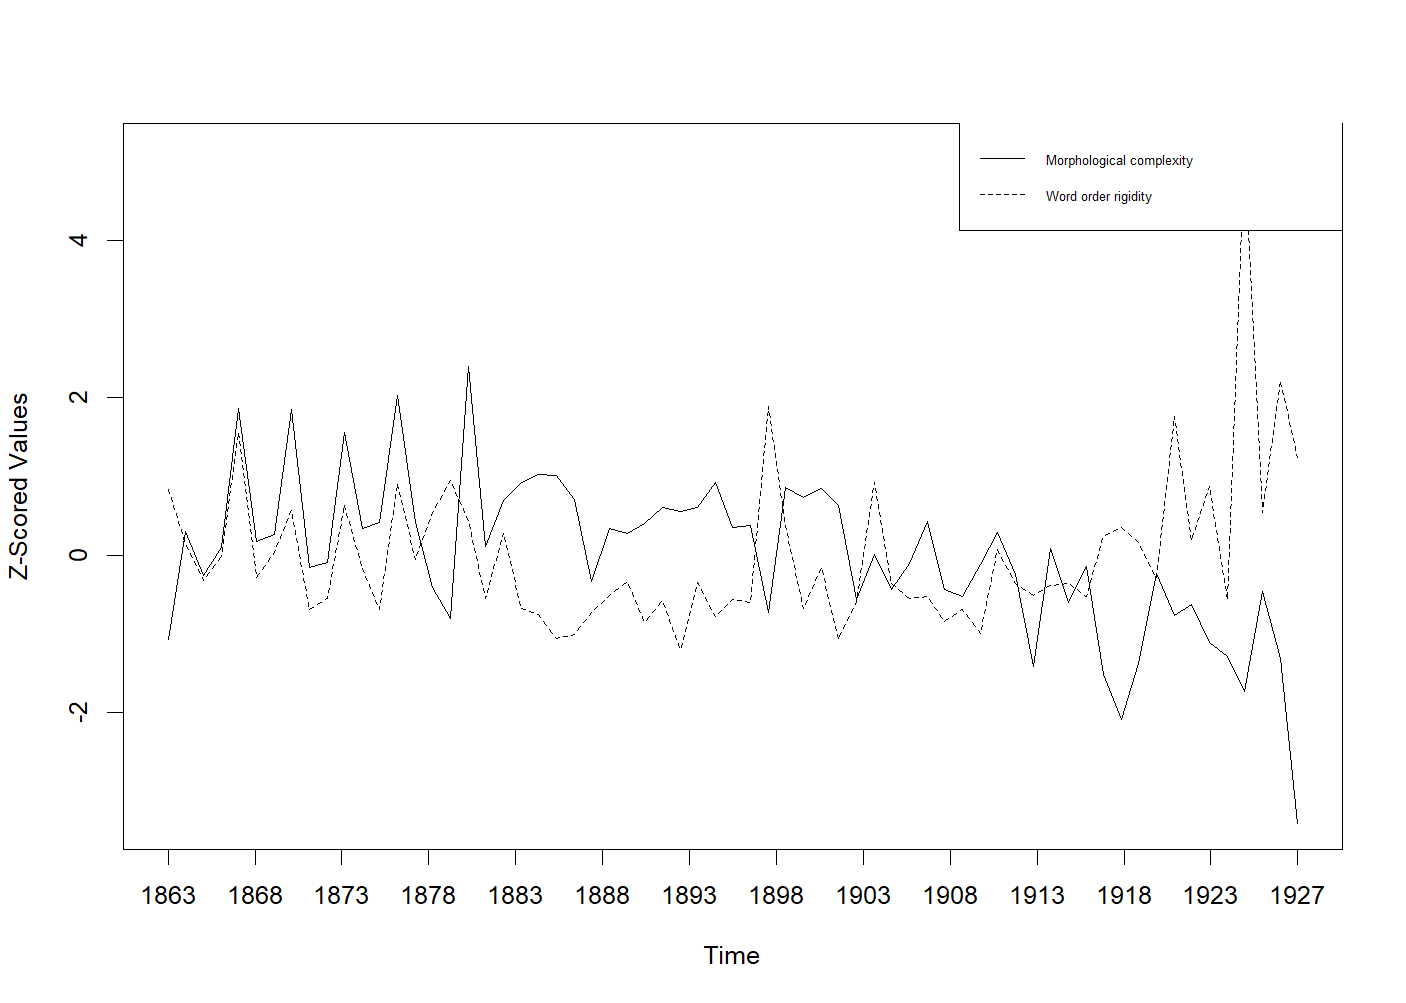 Morphological complexity
Word order rigidity
Z-Scored Values
4
2
0
-2
1863 1868 1873 1878 1883 1888 1893 1898 1903 1908 1913 1918 1923 1927
Time